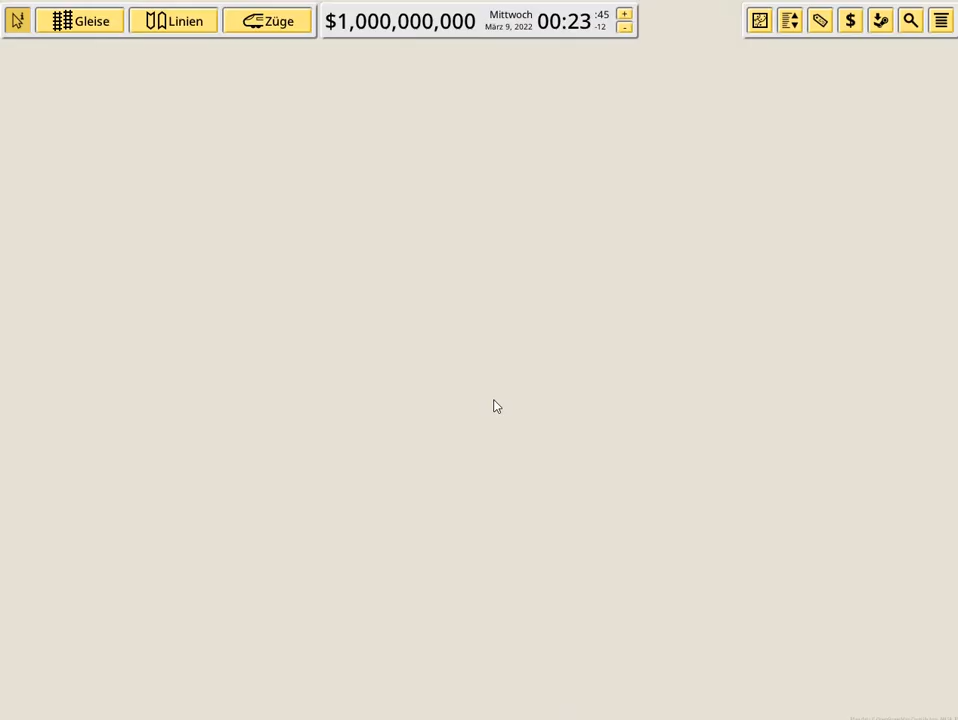 Gleise
Linien
Züge
$1,000,000,000
Mittwoch
März 9, 2022
00:23
:45
-12
+
-
$